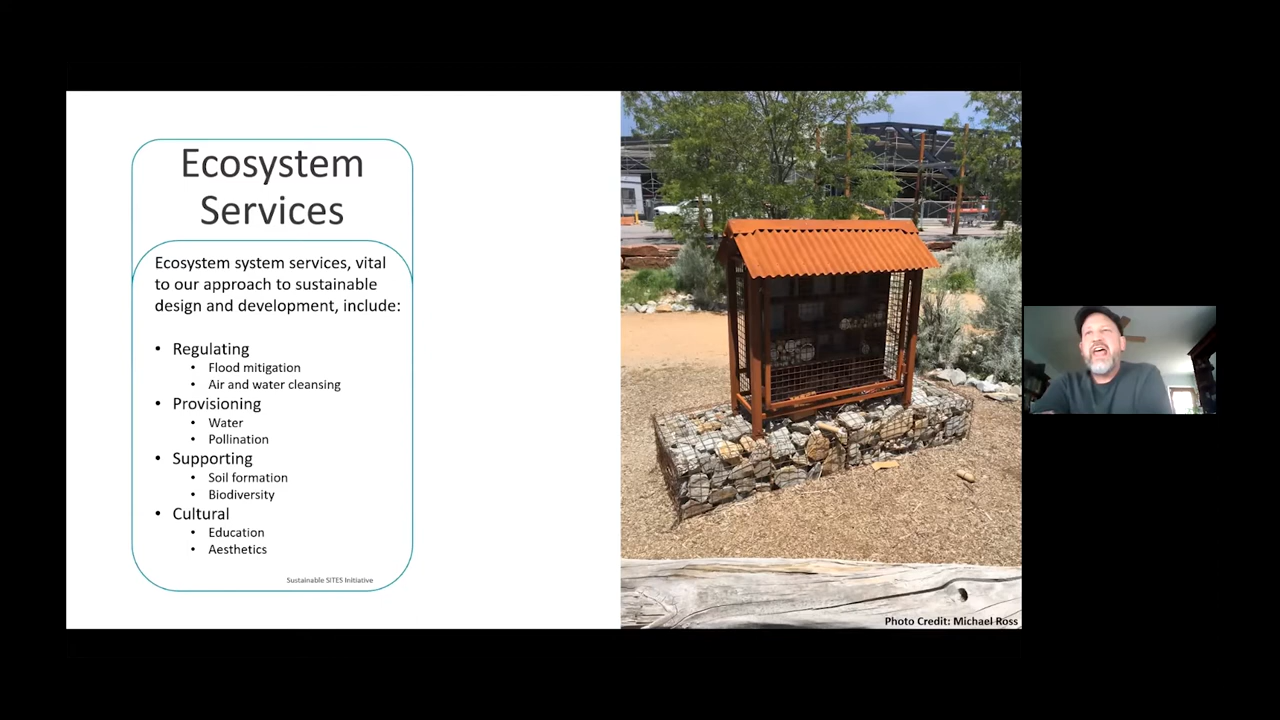 Ecosystem
Services
Ecosystem system services, vital
to our approach to sustainable
design and development, include:
• Regulating
• Flood mitigation
• Air and water cleansing
• Provisioning
• Water
• Pollination
• Supporting
• Soil formation
• Biodiversity
• Cultural
• Education
• Aesthetics
Sustainable SITES Initiative
Photo Credit: Michael Ross